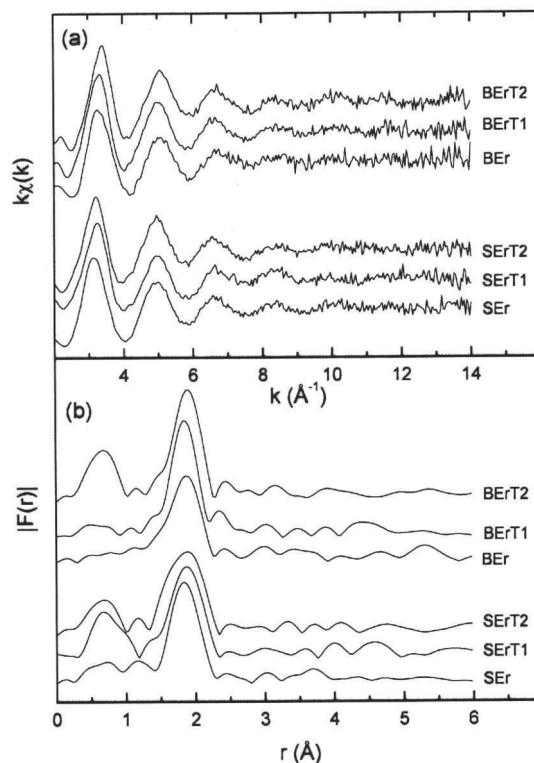 (a)
kχ(k)
BErT2
BErT1
BEr
SErT2
SErT1
SEr
4 6 8 10 12 14
k (Å⁻¹)
(b)
|F(r)|
BErT2
BErT1
BEr
SErT2
SErT1
SEr
0 1 2 3 4 5 6
r (Å)